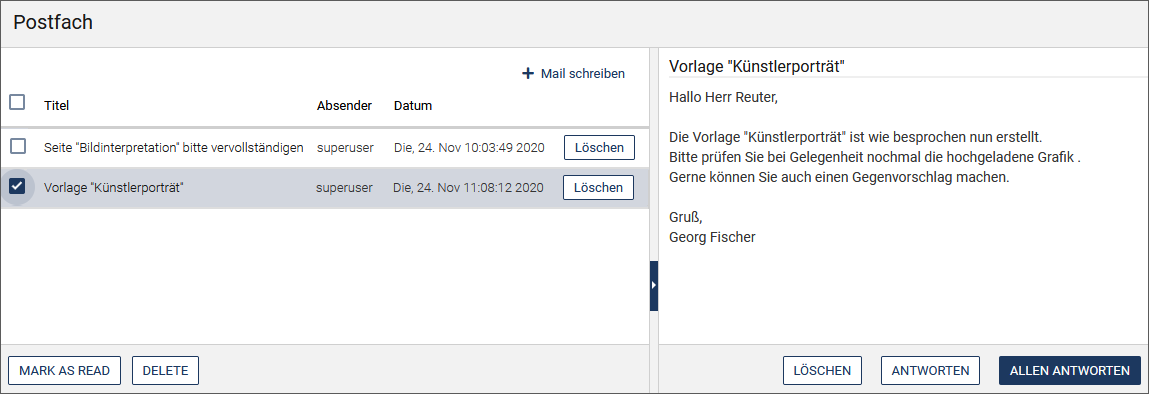 Postfach
Mail schreiben
Titel Absender Datum
Seite "Bildinterpretation" bitte vervollständigen superuser Die, 24. Nov 10:03:49 2020 Löschen
Vorlage "Künstlerporträt" superuser Die, 24. Nov 11:08:12 2020 Löschen
MARK AS READ DELETE
Vorlage "Künstlerporträt"
Hallo Herr Reuter,
Die Vorlage "Künstlerporträt" ist wie besprochen nun erstellt.
Bitte prüfen Sie bei Gelegenheit nochmal die hochgeladene Grafik .
Gerne können Sie auch einen Gegenvorschlag machen.
Gruß,
Georg Fischer
LÖSCHEN ANTWORTEN ALLEN ANTWORTEN